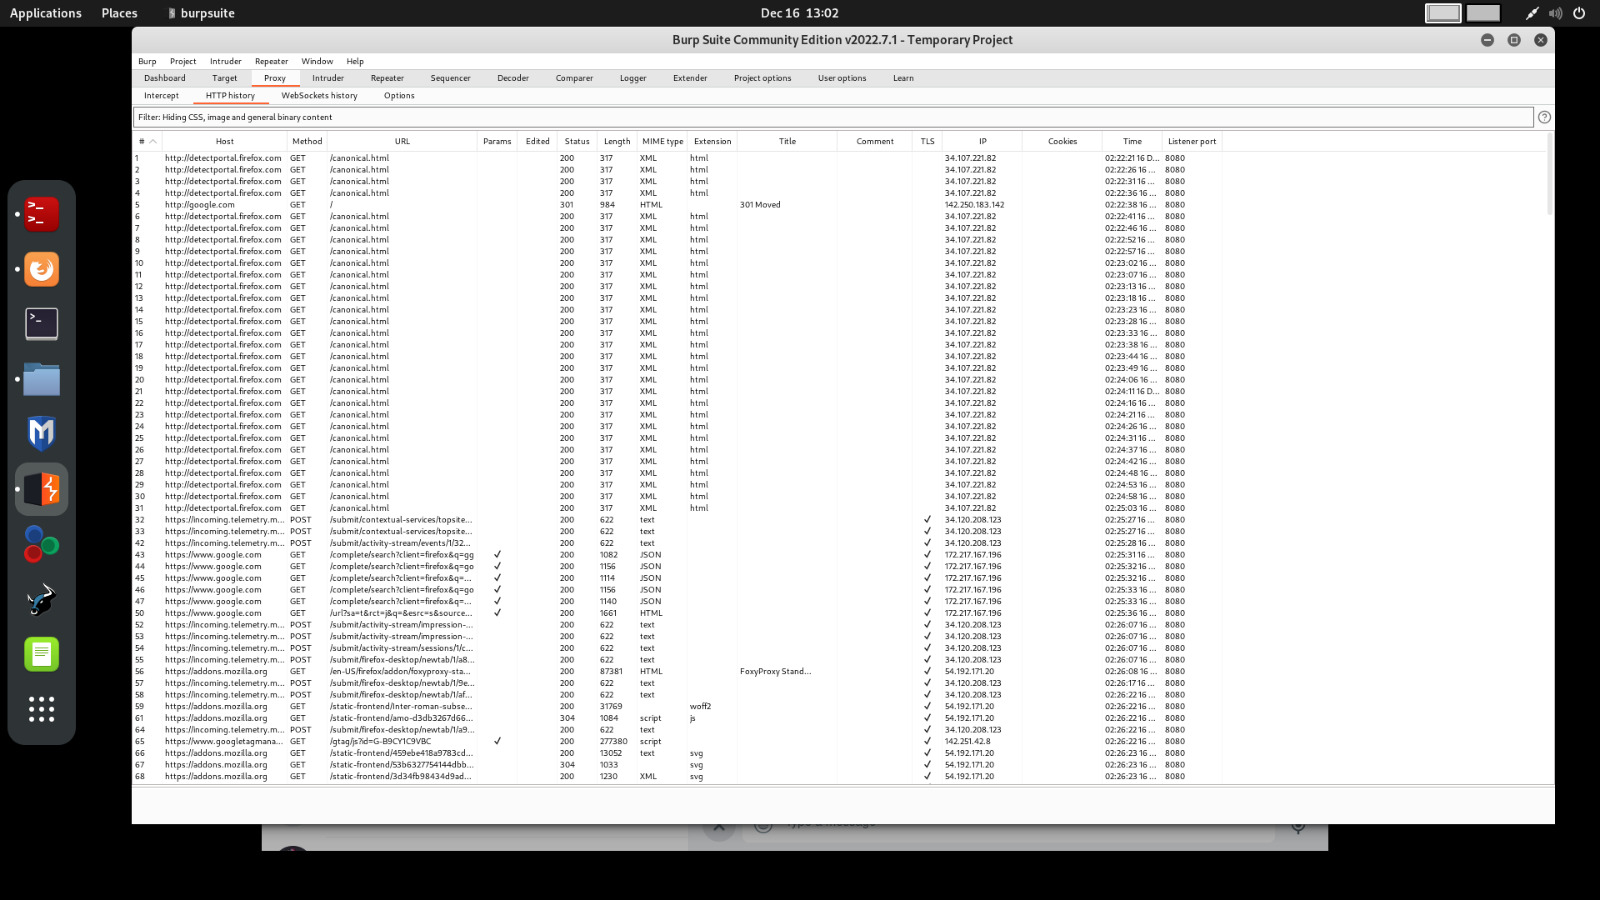 Applications Places burpsuite Dec 16 13:02
Burp Suite Community Edition v2022.7.1 - Temporary Project
Burp Project Intruder Repeater Window Help
Dashboard Target Proxy Intruder Repeater Sequencer Decoder Comparer Logger Extender Project options User options Learn
Intercept HTTP history WebSockets history Options
Filter: Hiding CSS, image and general binary content
# Host Method URL Params Edited Status Length MIME type Extension Title Comment TLS IP Cookies Time Listener port
1 http://detectportal.firefox.com GET /canonical.html 200 317 XML html 34.107.221.82 02:22:21 16 D... 8080
2 http://detectportal.firefox.com GET /canonical.html 200 317 XML html 34.107.221.82 02:22:26 16 ... 8080
3 http://detectportal.firefox.com GET /canonical.html 200 317 XML html 34.107.221.82 02:22:31 16 ... 8080
4 http://detectportal.firefox.com GET /canonical.html 200 317 XML html 34.107.221.82 02:22:36 16 ... 8080
5 http://google.com GET / 301 984 HTML 301 Moved 142.250.183.142 02:22:38 16 ... 8080
6 http://detectportal.firefox.com GET /canonical.html 200 317 XML html 34.107.221.82 02:22:41 16 ... 8080
7 http://detectportal.firefox.com GET /canonical.html 200 317 XML html 34.107.221.82 02:22:46 16 ... 8080
8 http://detectportal.firefox.com GET /canonical.html 200 317 XML html 34.107.221.82 02:22:52 16 ... 8080
9 http://detectportal.firefox.com GET /canonical.html 200 317 XML html 34.107.221.82 02:22:57 16 ... 8080
10 http://detectportal.firefox.com GET /canonical.html 200 317 XML html 34.107.221.82 02:23:02 16 ... 8080
11 http://detectportal.firefox.com GET /canonical.html 200 317 XML html 34.107.221.82 02:23:07 16 ... 8080
12 http://detectportal.firefox.com GET /canonical.html 200 317 XML html 34.107.221.82 02:23:13 16 ... 8080
13 http://detectportal.firefox.com GET /canonical.html 200 317 XML html 34.107.221.82 02:23:18 16 ... 8080
14 http://detectportal.firefox.com GET /canonical.html 200 317 XML html 34.107.221.82 02:23:23 16 ... 8080
15 http://detectportal.firefox.com GET /canonical.html 200 317 XML html 34.107.221.82 02:23:28 16 ... 8080
16 http://detectportal.firefox.com GET /canonical.html 200 317 XML html 34.107.221.82 02:23:33 16 ... 8080
17 http://detectportal.firefox.com GET /canonical.html 200 317 XML html 34.107.221.82 02:23:38 16 ... 8080
18 http://detectportal.firefox.com GET /canonical.html 200 317 XML html 34.107.221.82 02:23:44 16 ... 8080
19 http://detectportal.firefox.com GET /canonical.html 200 317 XML html 34.107.221.82 02:23:49 16 ... 8080
20 http://detectportal.firefox.com GET /canonical.html 200 317 XML html 34.107.221.82 02:24:06 16 ... 8080
21 http://detectportal.firefox.com GET /canonical.html 200 317 XML html 34.107.221.82 02:24:11 16 D... 8080
22 http://detectportal.firefox.com GET /canonical.html 200 317 XML html 34.107.221.82 02:24:16 16 ... 8080
23 http://detectportal.firefox.com GET /canonical.html 200 317 XML html 34.107.221.82 02:24:21 16 ... 8080
24 http://detectportal.firefox.com GET /canonical.html 200 317 XML html 34.107.221.82 02:24:26 16 ... 8080
25 http://detectportal.firefox.com GET /canonical.html 200 317 XML html 34.107.221.82 02:24:31 16 ... 8080
26 http://detectportal.firefox.com GET /canonical.html 200 317 XML html 34.107.221.82 02:24:37 16 ... 8080
27 http://detectportal.firefox.com GET /canonical.html 200 317 XML html 34.107.221.82 02:24:42 16 ... 8080
28 http://detectportal.firefox.com GET /canonical.html 200 317 XML html 34.107.221.82 02:24:48 16 ... 8080
29 http://detectportal.firefox.com GET /canonical.html 200 317 XML html 34.107.221.82 02:24:53 16 ... 8080
30 http://detectportal.firefox.com GET /canonical.html 200 317 XML html 34.107.221.82 02:24:58 16 ... 8080
31 http://detectportal.firefox.com GET /canonical.html 200 317 XML html 34.107.221.82 02:25:03 16 ... 8080
32 https://incoming.telemetry.m... POST /submit/contextual-services/topsite... 200 622 text ✓ 34.120.208.123 02:25:27 16 ... 8080
33 https://incoming.telemetry.m... POST /submit/contextual-services/topsite... 200 622 text ✓ 34.120.208.123 02:25:27 16 ... 8080
42 https://incoming.telemetry.m... POST /submit/activity-stream/events/1/32... 200 622 text ✓ 34.120.208.123 02:25:28 16 ... 8080
43 https://www.google.com GET /complete/search?client=firefox&q=gg ✓ 200 1082 JSON ✓ 172.217.167.196 02:25:31 16 ... 8080
44 https://www.google.com GET /complete/search?client=firefox&q=go ✓ 200 1156 JSON ✓ 172.217.167.196 02:25:32 16 ... 8080
45 https://www.google.com GET /complete/search?client=firefox&q=... ✓ 200 1114 JSON ✓ 172.217.167.196 02:25:32 16 ... 8080
46 https://www.google.com GET /complete/search?client=firefox&q=go ✓ 200 1156 JSON ✓ 172.217.167.196 02:25:33 16 ... 8080
47 https://www.google.com GET /complete/search?client=firefox&q=... ✓ 200 1140 JSON ✓ 172.217.167.196 02:25:33 16 ... 8080
50 https://www.google.com GET /url?sa=t&rct=j&q=&esrc=s&source... ✓ 200 1661 HTML ✓ 172.217.167.196 02:25:36 16 ... 8080
52 https://incoming.telemetry.m... POST /submit/activity-stream/impression-... 200 622 text ✓ 34.120.208.123 02:26:07 16 ... 8080
53 https://incoming.telemetry.m... POST /submit/activity-stream/impression-... 200 622 text ✓ 34.120.208.123 02:26:07 16 ... 8080
54 https://incoming.telemetry.m... POST /submit/activity-stream/sessions/1/c... 200 622 text ✓ 34.120.208.123 02:26:07 16 ... 8080
55 https://incoming.telemetry.m... POST /submit/firefox-desktop/newtab/1/a8... 200 622 text ✓ 34.120.208.123 02:26:07 16 ... 8080
56 https://addons.mozilla.org GET /en-US/firefox/addon/foxyproxy-sta... 200 87381 HTML FoxyProxy Stand... ✓ 54.192.171.20 02:26:08 16 ... 8080
57 https://incoming.telemetry.m... POST /submit/firefox-desktop/newtab/1/9e... 200 622 text ✓ 34.120.208.123 02:26:17 16 ... 8080
58 https://incoming.telemetry.m... POST /submit/firefox-desktop/newtab/1/af... 200 622 text ✓ 34.120.208.123 02:26:22 16 ... 8080
59 https://addons.mozilla.org GET /static-frontend/Inter-roman-subse... 200 31769 woff2 ✓ 54.192.171.20 02:26:22 16 ... 8080
61 https://addons.mozilla.org GET /static-frontend/amo-d3db3267d66... 304 1084 script js ✓ 54.192.171.20 02:26:22 16 ... 8080
64 https://incoming.telemetry.m... POST /submit/firefox-desktop/newtab/1/a9... 200 622 text ✓ 34.120.208.123 02:26:22 16 ... 8080
65 https://www.googletagmana... GET /gtag/js?id=G-B9CY1C9VBC ✓ 200 277380 script ✓ 142.251.42.8 02:26:22 16 ... 8080
66 https://addons.mozilla.org GET /static-frontend/459ebe418a9783cd... 200 13052 text svg ✓ 54.192.171.20 02:26:23 16 ... 8080
67 https://addons.mozilla.org GET /static-frontend/53b6327754144dbb... 304 1033 svg ✓ 54.192.171.20 02:26:23 16 ... 8080
68 https://addons.mozilla.org GET /static-frontend/3d34fb98434d9ad... 200 1230 XML svg ✓ 54.192.171.20 02:26:23 16 ... 8080